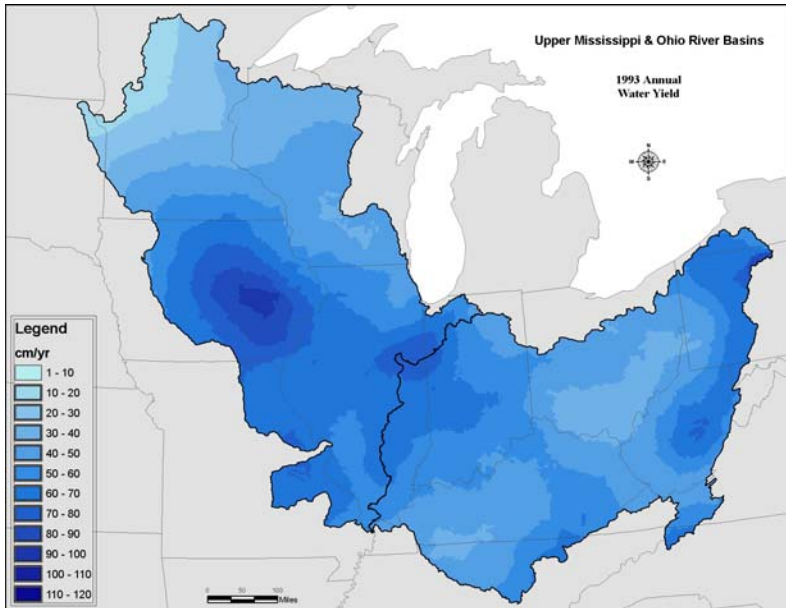 Upper Mississippi & Ohio River Basins
1993 Annual
Water Yield
N
W
E
S
Legend
cm/yr
1 - 10
10 - 20
20 - 30
30 - 40
40 - 50
50 - 60
60 - 70
70 - 80
80 - 90
90 - 100
100 - 110
110 - 120
0
50
100
Miles